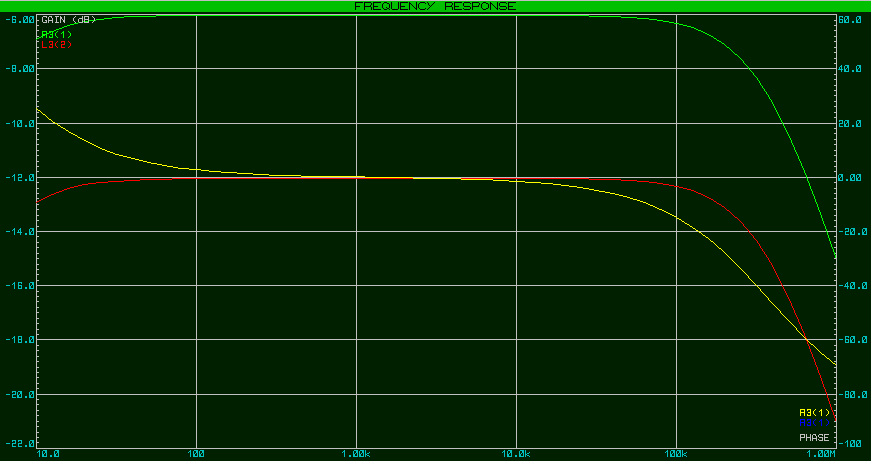 FREQUENCY RESPONSE
-6.00 GAIN (dB) 60.0
R3(1)
L3(2)
-8.00 40.0
-10.0 20.0
-12.0 0.00
-14.0 -20.0
-16.0 -40.0
-18.0 -60.0
-20.0 -80.0
R3(1)
PHASE
-22.0 -100
10.0 100 1.00k 10.0k 100k 1.00M